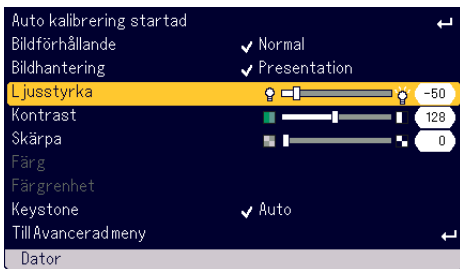 Auto kalibrering startad
Bildförhållande Normal
Bildhantering Presentation
Ljusstyrka -50
Kontrast 128
Skärpa 0
Färg
Färgrenhet
Keystone Auto
Till Avancerad meny
Dator